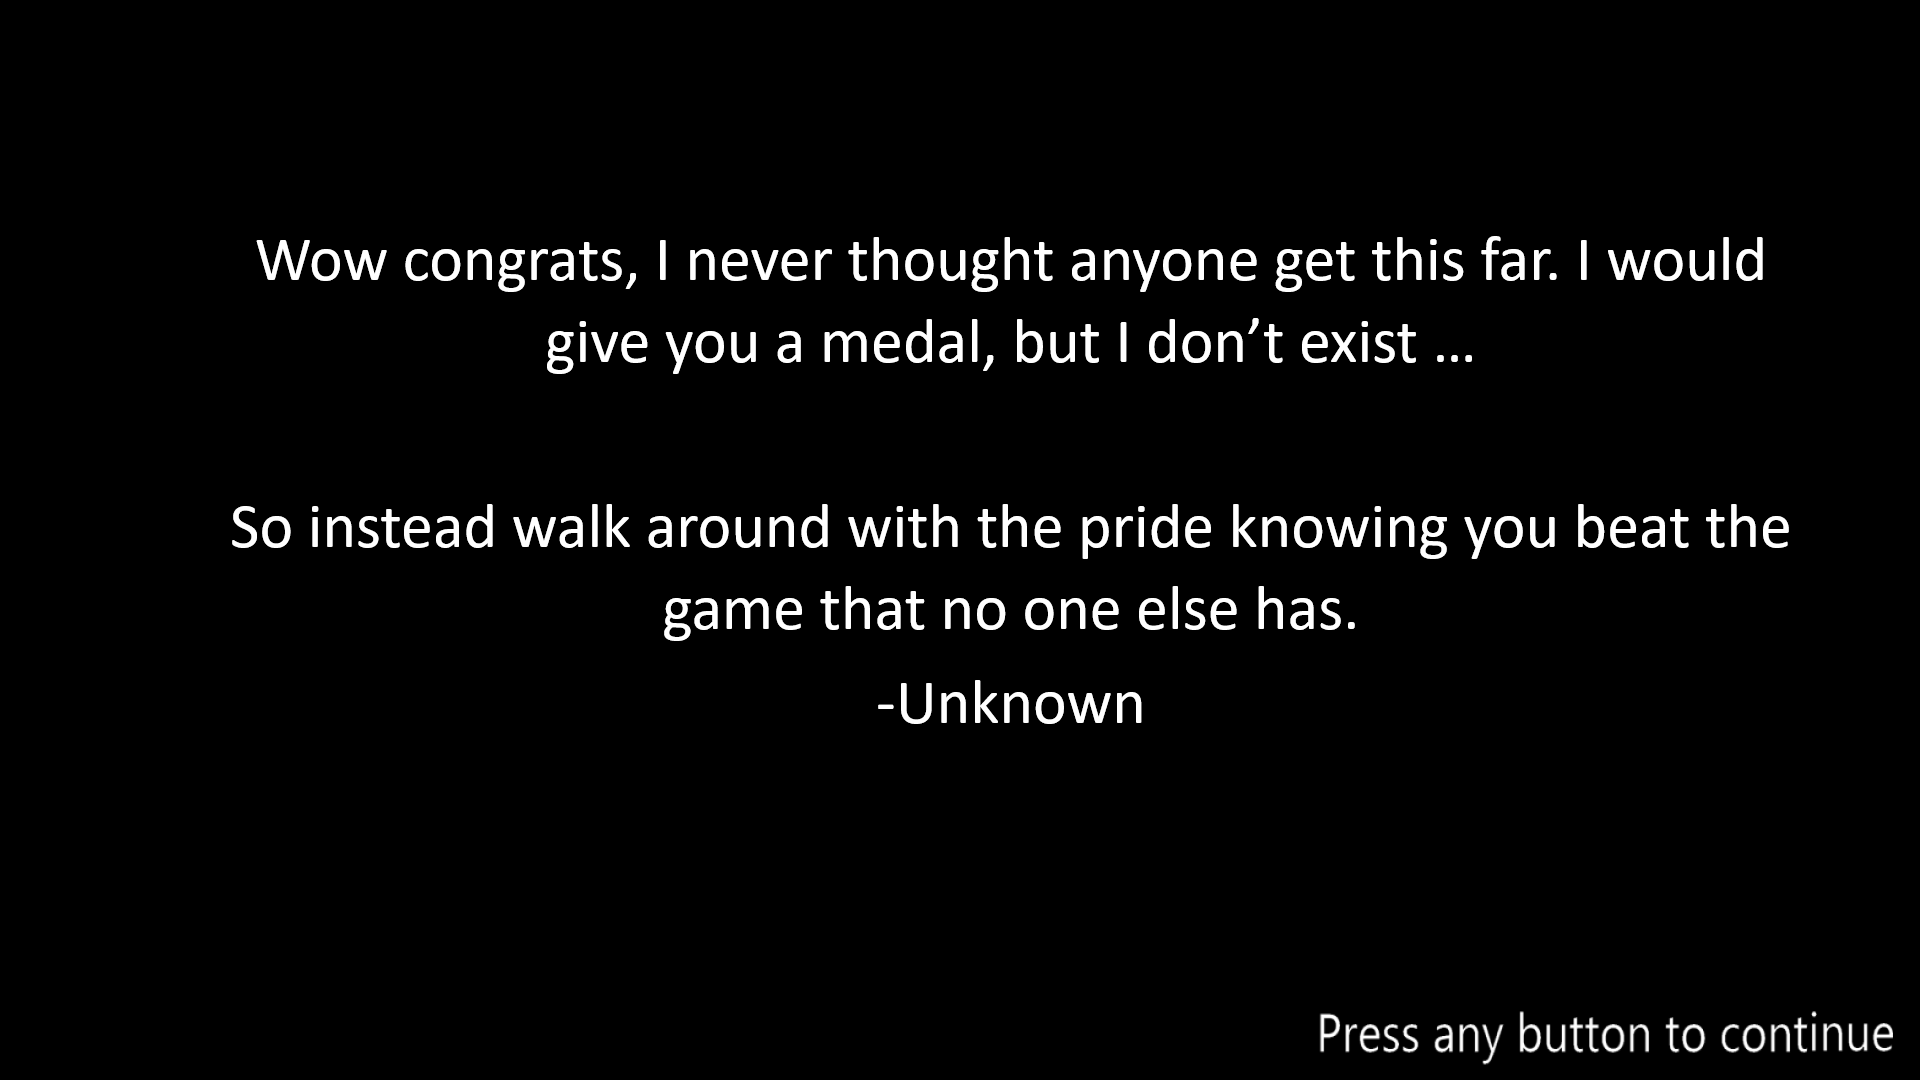 Wow congrats, I never thought anyone get this far. I would
give you a medal, but I don’t exist …
So instead walk around with the pride knowing you beat the
game that no one else has.
-Unknown
Press any button to continue